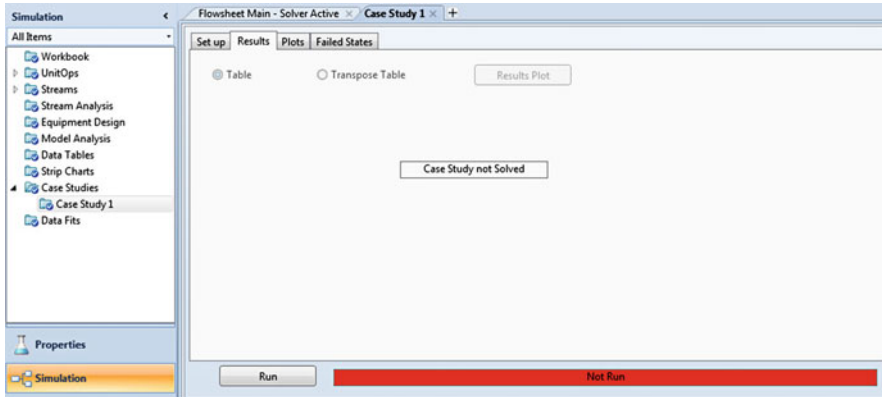 Simulation
All Items
Workbook
UnitOps
Streams
Stream Analysis
Equipment Design
Model Analysis
Data Tables
Strip Charts
Case Studies
Case Study 1
Data Fits
Properties
Simulation
Flowsheet Main - Solver Active
Case Study 1
Set up Results Plots Failed States
Table Transpose Table Results Plot
Case Study not Solved
Run Not Run